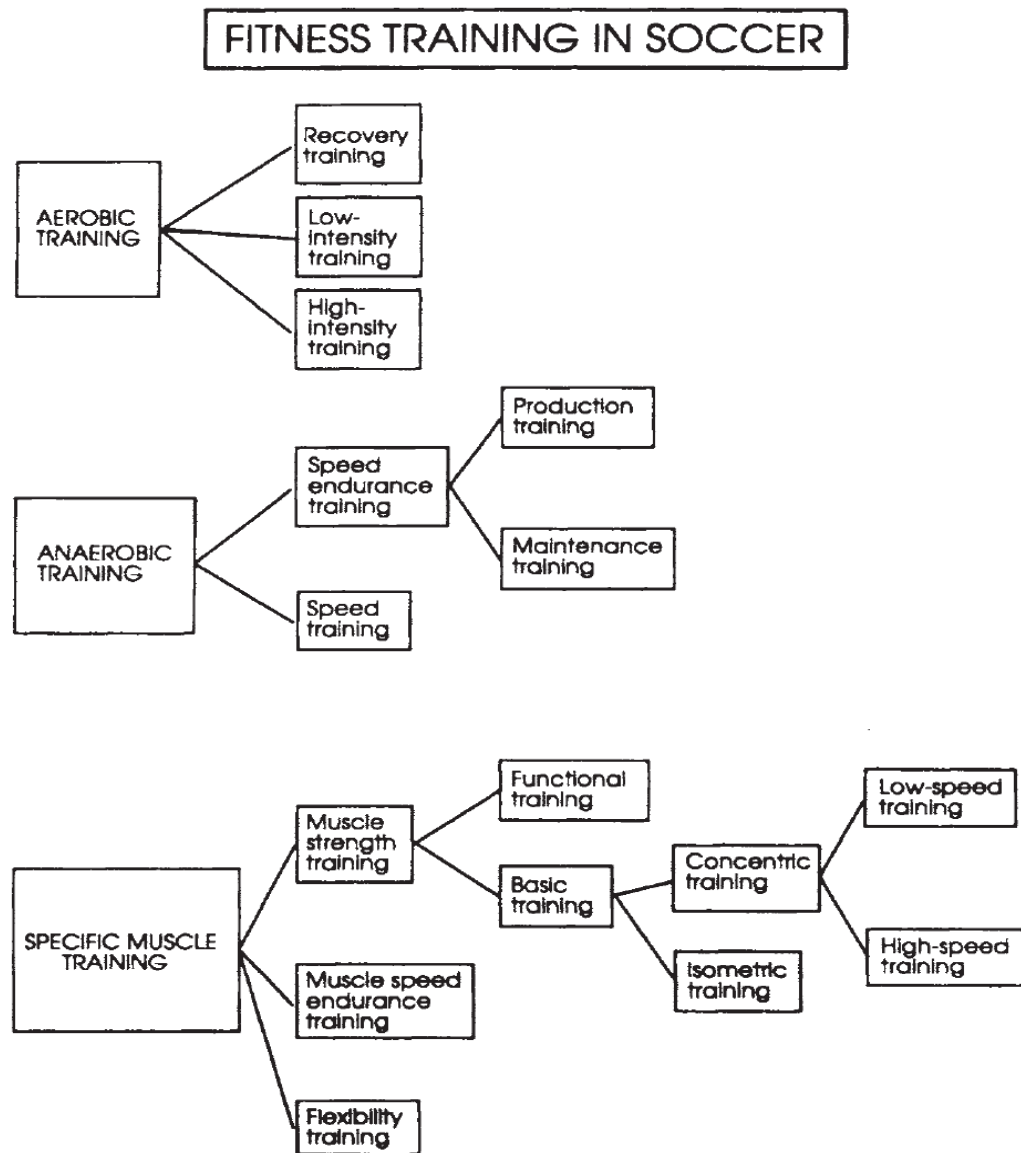 FITNESS TRAINING IN SOCCER
AEROBIC
TRAINING
Recovery
training
Low-
intensity
training
High-
intensity
training
ANAEROBIC
TRAINING
Speed
endurance
training
Production
training
Maintenance
training
Speed
training
SPECIFIC MUSCLE
TRAINING
Muscle
strength
training
Functional
training
Basic
training
Concentric
training
Low-speed
training
High-speed
training
Isometric
training
Muscle speed
endurance
training
Flexibility
training